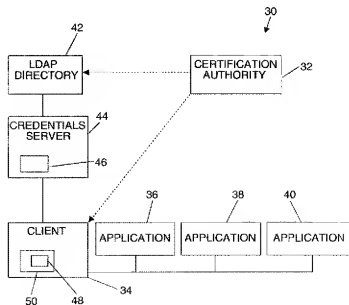 30
42
LDAP
DIRECTORY
CERTIFICATION
AUTHORITY
32
44
CREDENTIALS
SERVER
46
36
38
40
CLIENT
APPLICATION
APPLICATION
APPLICATION
50
48
34